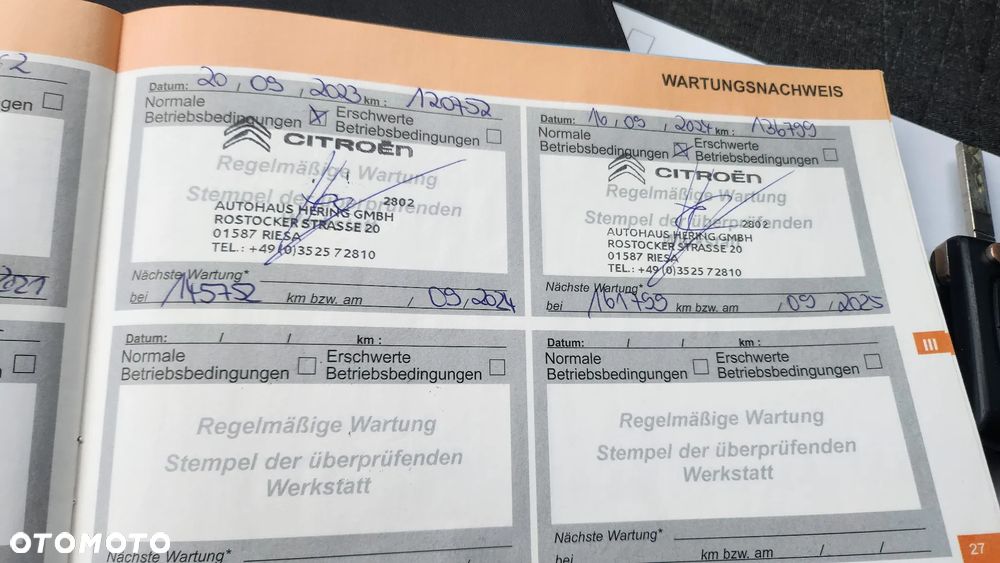 WARTUNGSNACHWEIS
62
gen
2021
Datum: 20, 09, 2023 km: 120752
Normale Betriebsbedingungen
Erschwerte Betriebsbedingungen
CITROËN
Regelmäßige Wartung
Stempel der überprüfenden
2802
AUTOHAUS HERING GMBH
ROSTOCKER STRASSE 20
01587 RIESA
TEL.: +49 (0)3525 72810
Nächste Wartung*
bei 145752 km bzw. am / 09, 2024
Datum: 16, 09, 2024 km: 136799
Normale Betriebsbedingungen
Erschwerte Betriebsbedingungen
CITROËN
Regelmäßige Wartung
Stempel der überprüfenden
2802
AUTOHAUS HERING GMBH
ROSTOCKER STRASSE 20
01587 RIESA
TEL.: +49(0)3525 72810
Nächste Wartung*
bei 161799 km bzw. am / 09, 2025
III
Datum: / / km:
Normale Betriebsbedingungen
Erschwerte Betriebsbedingungen
Regelmäßige Wartung
Stempel der überprüfenden
Werkstatt
Nächste Wartung*
Datum: / / km:
Normale Betriebsbedingungen
Erschwerte Betriebsbedingungen
Regelmäßige Wartung
Stempel der überprüfenden
Werkstatt
Nächste Wartung*
bei km bzw. am / /
27
OTOMOTO